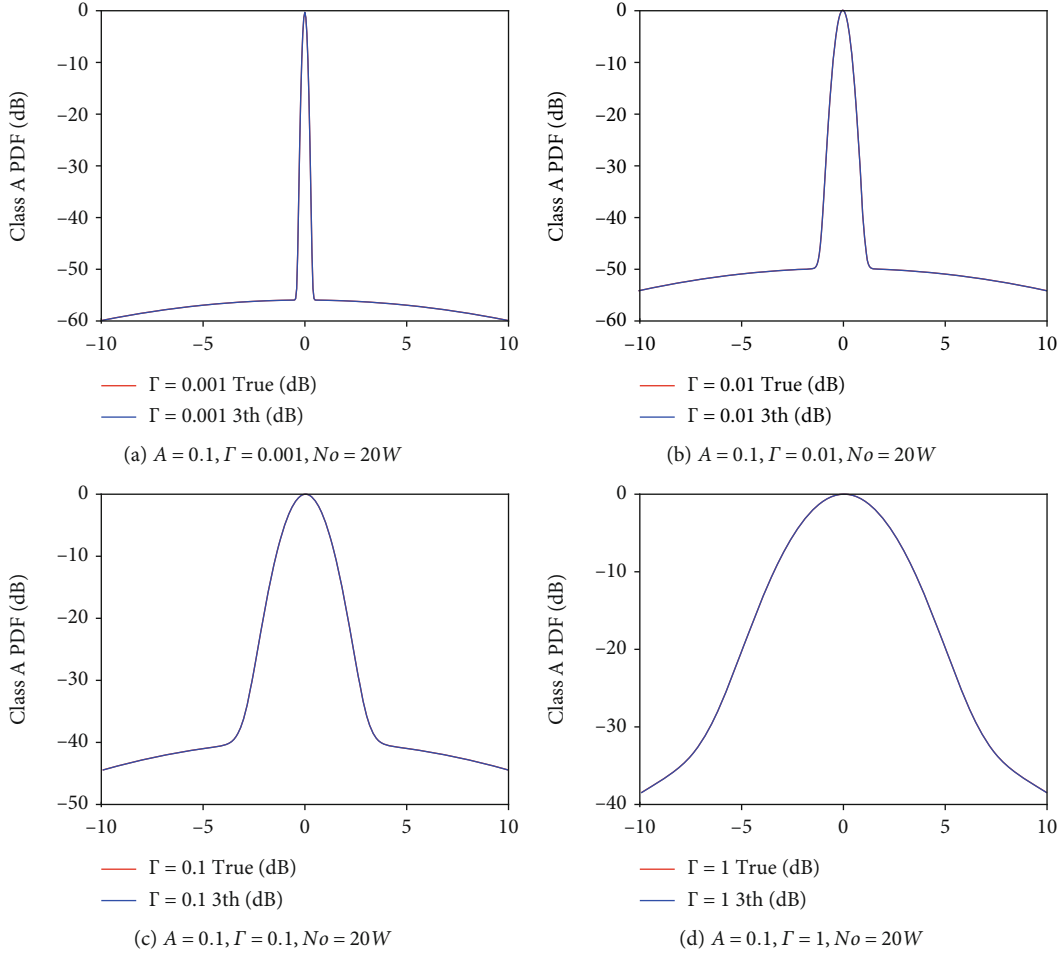 0
−10
−20
−30
−40
−50
−60
Class A PDF (dB)
−10 −5 0 5 10
Γ = 0.001 True (dB)
Γ = 0.001 3th (dB)
(a) A = 0.1, Γ = 0.001, No = 20W
0
−10
−20
−30
−40
−50
−60
Class A PDF (dB)
−10 −5 0 5 10
Γ = 0.01 True (dB)
Γ = 0.01 3th (dB)
(b) A = 0.1, Γ = 0.01, No = 20W
0
−10
−20
−30
−40
−50
Class A PDF (dB)
−10 −5 0 5 10
Γ = 0.1 True (dB)
Γ = 0.1 3th (dB)
(c) A = 0.1, Γ = 0.1, No = 20W
0
−10
−20
−30
−40
Class A PDF (dB)
−10 −5 0 5 10
Γ = 1 True (dB)
Γ = 1 3th (dB)
(d) A = 0.1, Γ = 1, No = 20W